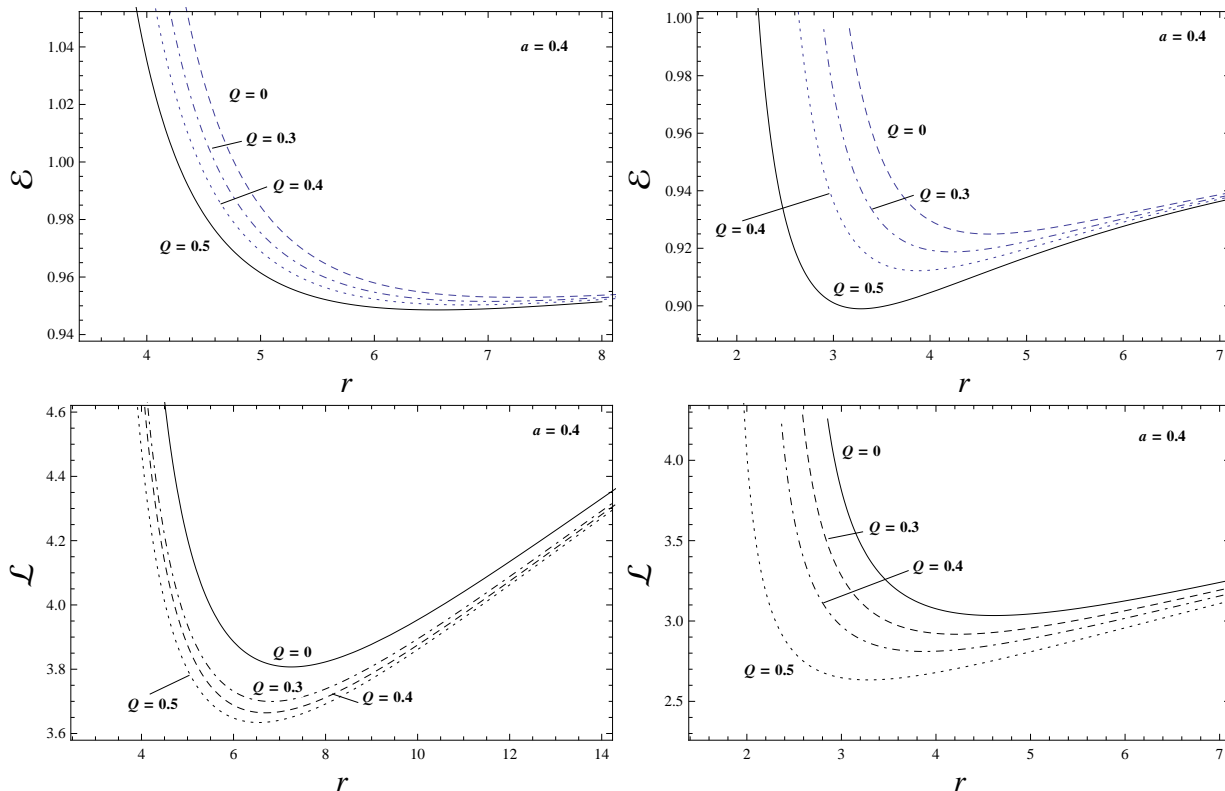 1.04
1.02
1.00
0.98
0.96
0.94
ℰ
a = 0.4
Q = 0
Q = 0.3
Q = 0.4
Q = 0.5
4 5 6 7 8
r
1.00
0.98
0.96
0.94
0.92
0.90
ℰ
a = 0.4
Q = 0
Q = 0.3
Q = 0.4
Q = 0.5
2 3 4 5 6 7
r
4.6
4.4
4.2
4.0
3.8
3.6
ℒ
a = 0.4
Q = 0
Q = 0.3
Q = 0.5
Q = 0.4
4 6 8 10 12 14
r
4.0
3.5
3.0
2.5
ℒ
a = 0.4
Q = 0
Q = 0.3
Q = 0.4
Q = 0.5
2 3 4 5 6 7
r